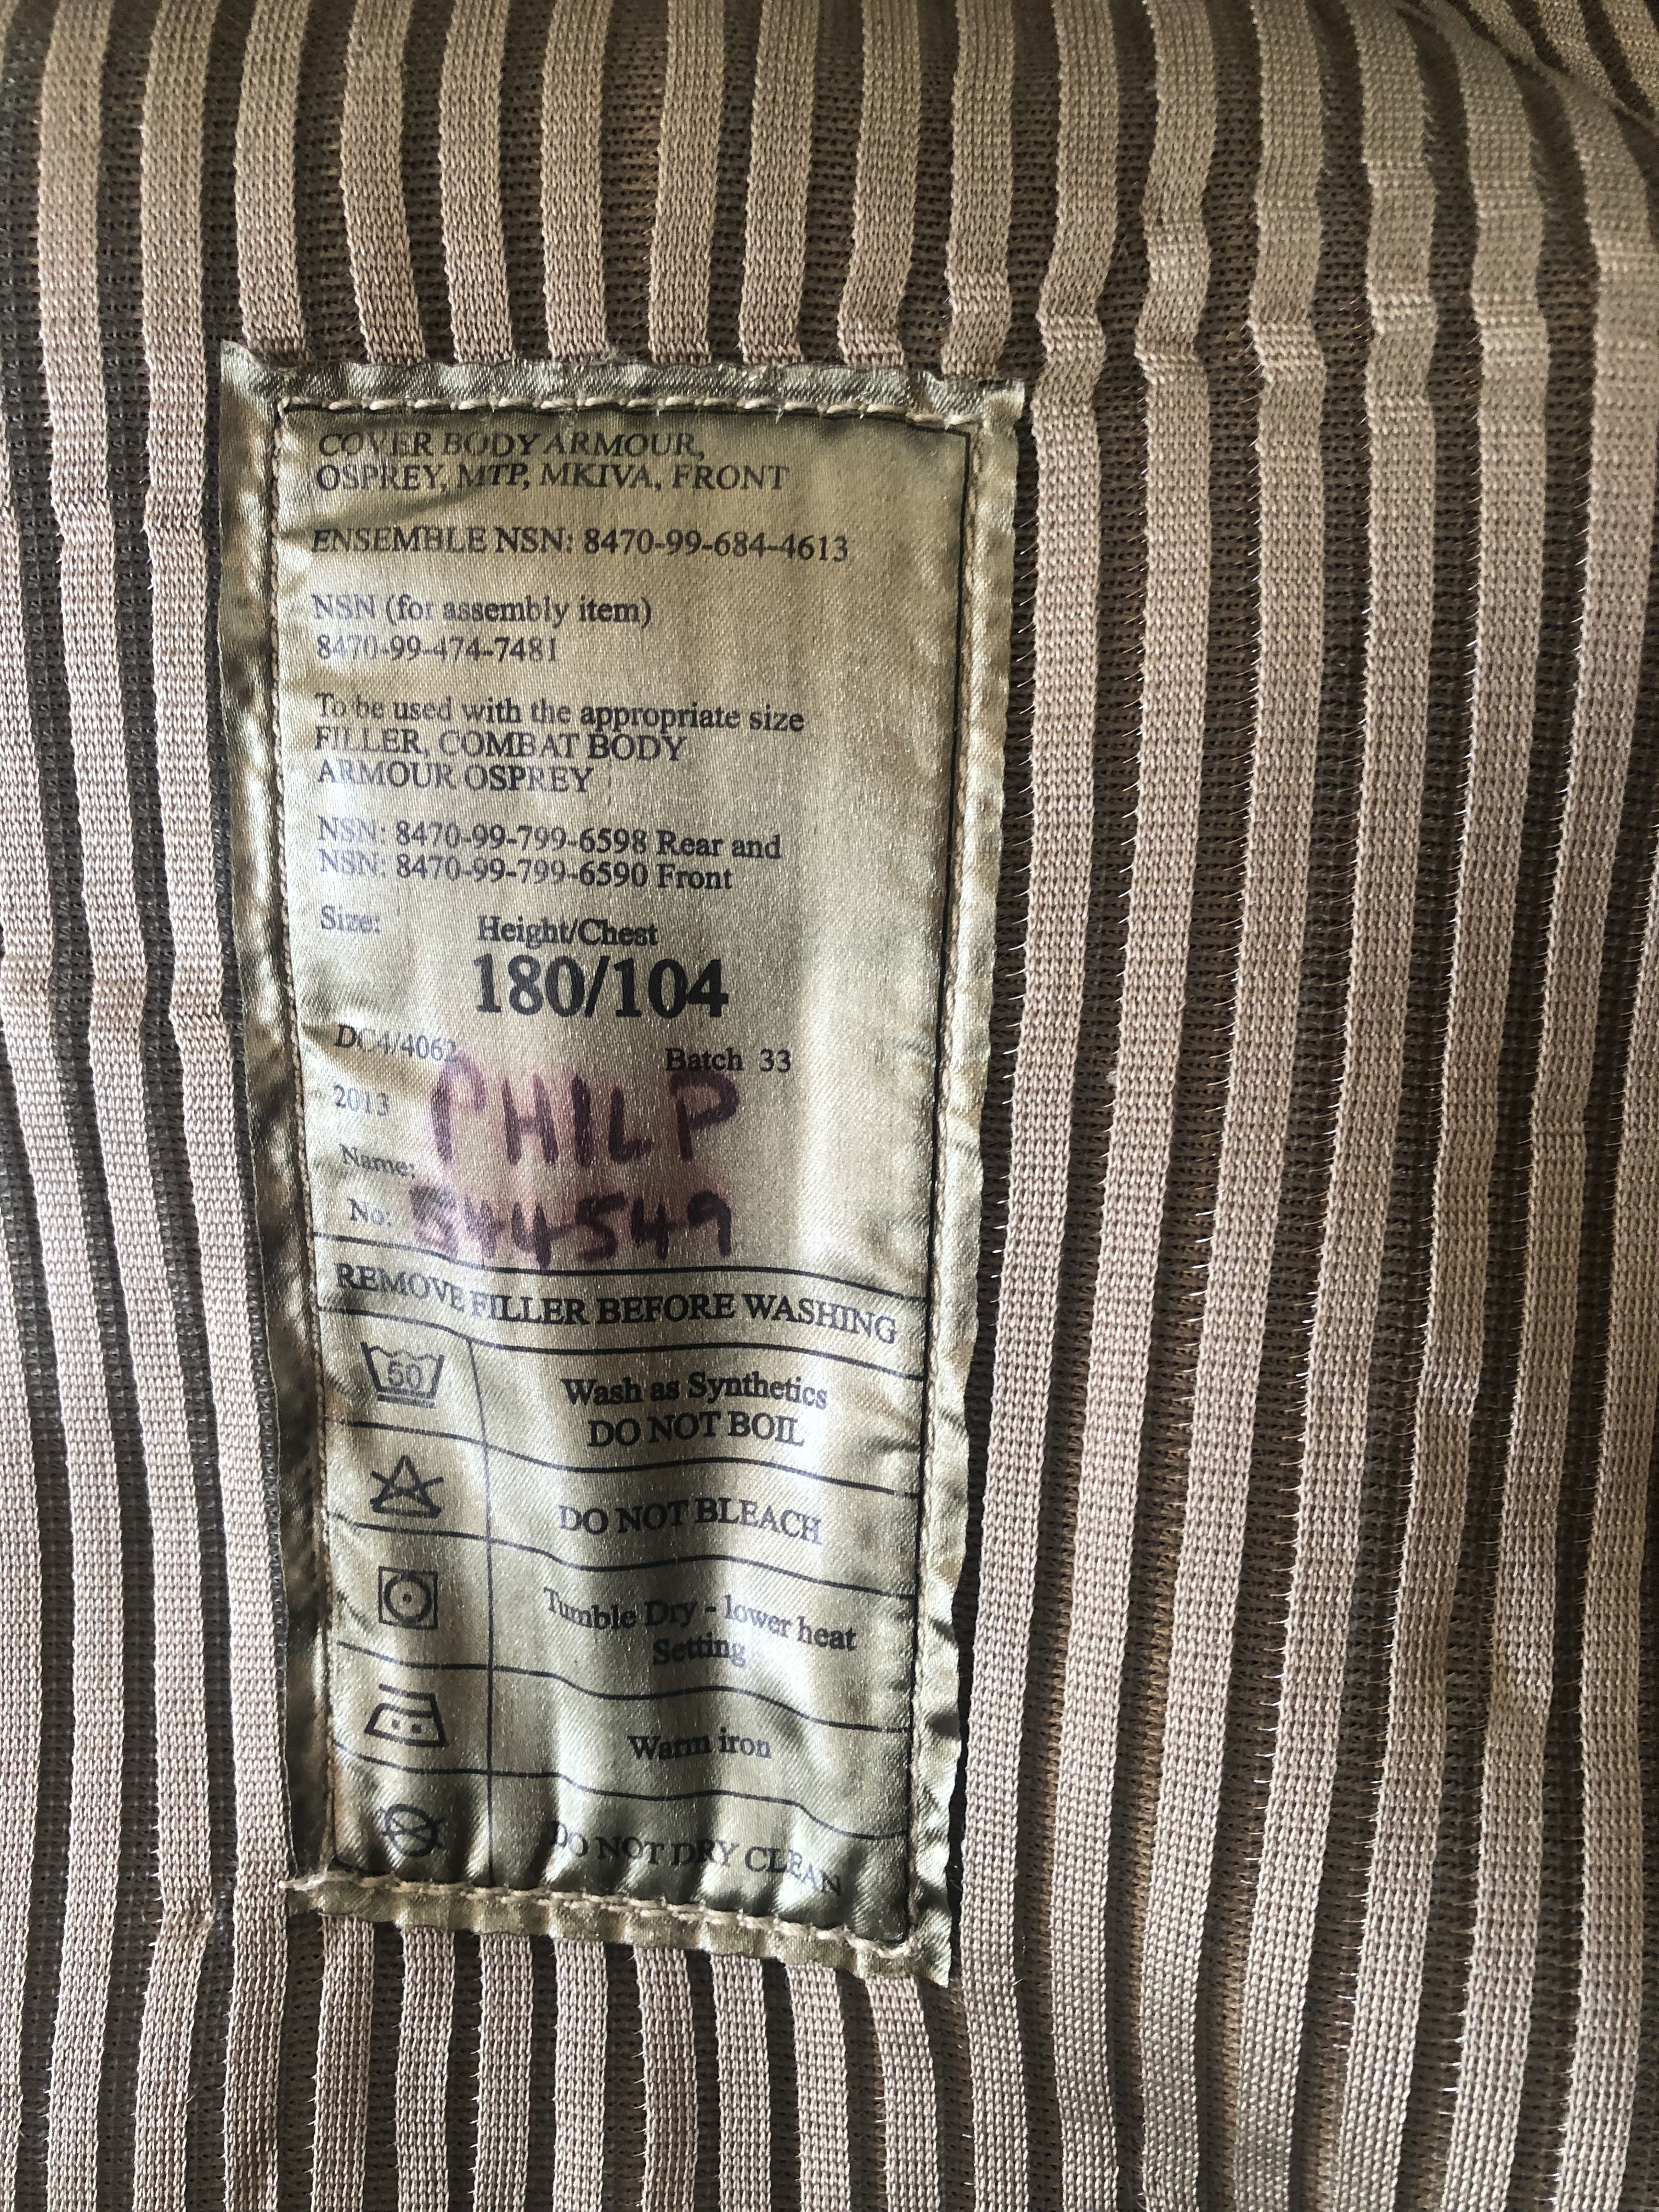 COVER BODY ARMOUR,
OSPREY, MTP, MKIVA, FRONT
ENSEMBLE NSN: 8470-99-684-4613
NSN (for assembly item)
8470-99-474-7481
To be used with the appropriate size
FILLER, COMBAT BODY
ARMOUR OSPREY
NSN: 8470-99-799-6598 Rear and
NSN: 8470-99-799-6590 Front
Size: Height/Chest
180/104
DC4/4062 Batch 33
2013
Name: PHILP
No: 544549
REMOVE FILLER BEFORE WASHING
50 Wash as Synthetics
DO NOT BOIL
DO NOT BLEACH
Tumble Dry - lower heat
Setting
Warm iron
DO NOT DRY CLEAN